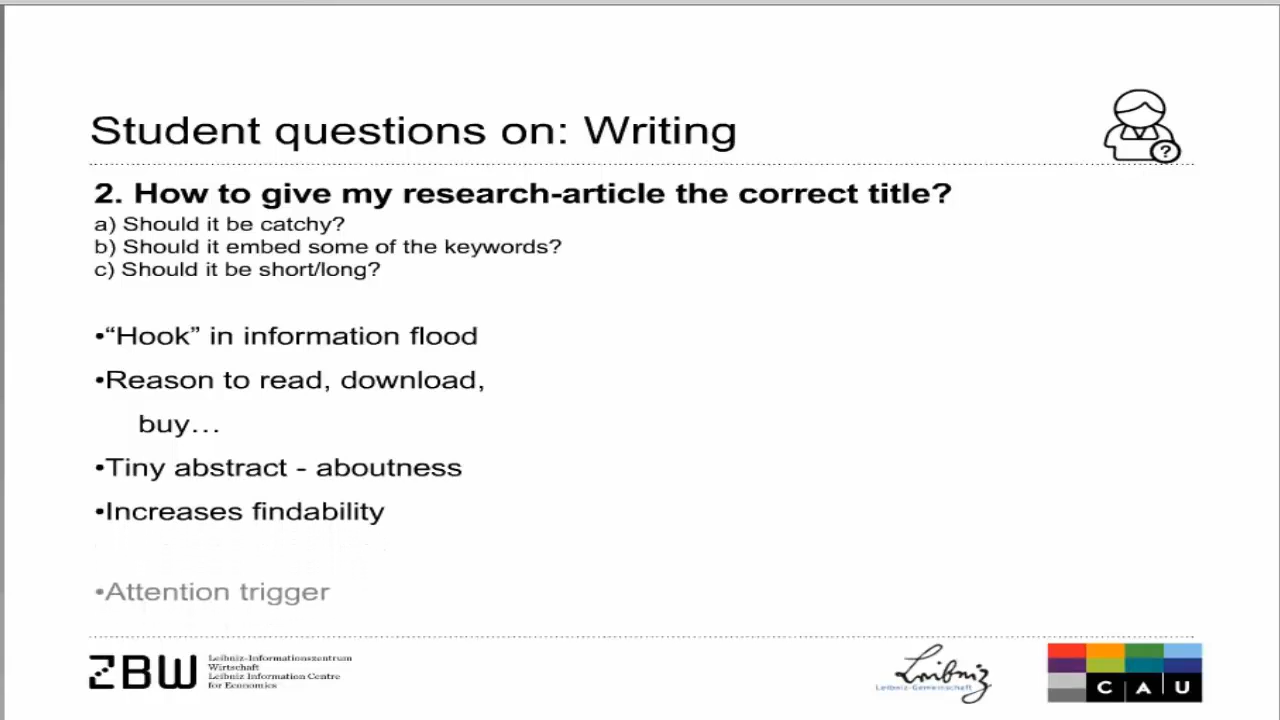 Student questions on: Writing
?
2. How to give my research-article the correct title?
a) Should it be catchy?
b) Should it embed some of the keywords?
c) Should it be short/long?
•“Hook” in information flood
•Reason to read, download,
buy…
•Tiny abstract - aboutness
•Increases findability
•Attention trigger
ZBW
Leibniz-Informationszentrum
Wirtschaft
Leibniz Information Centre
for Economics
Leibniz
Leibniz-Gemeinschaft
C A U